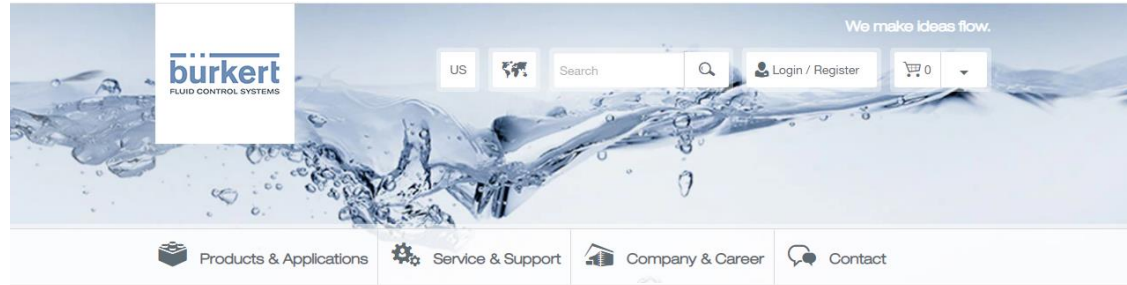 We make ideas flow.
bürkert
FLUID CONTROL SYSTEMS
US
Search
Login / Register
0
Products & Applications
Service & Support
Company & Career
Contact